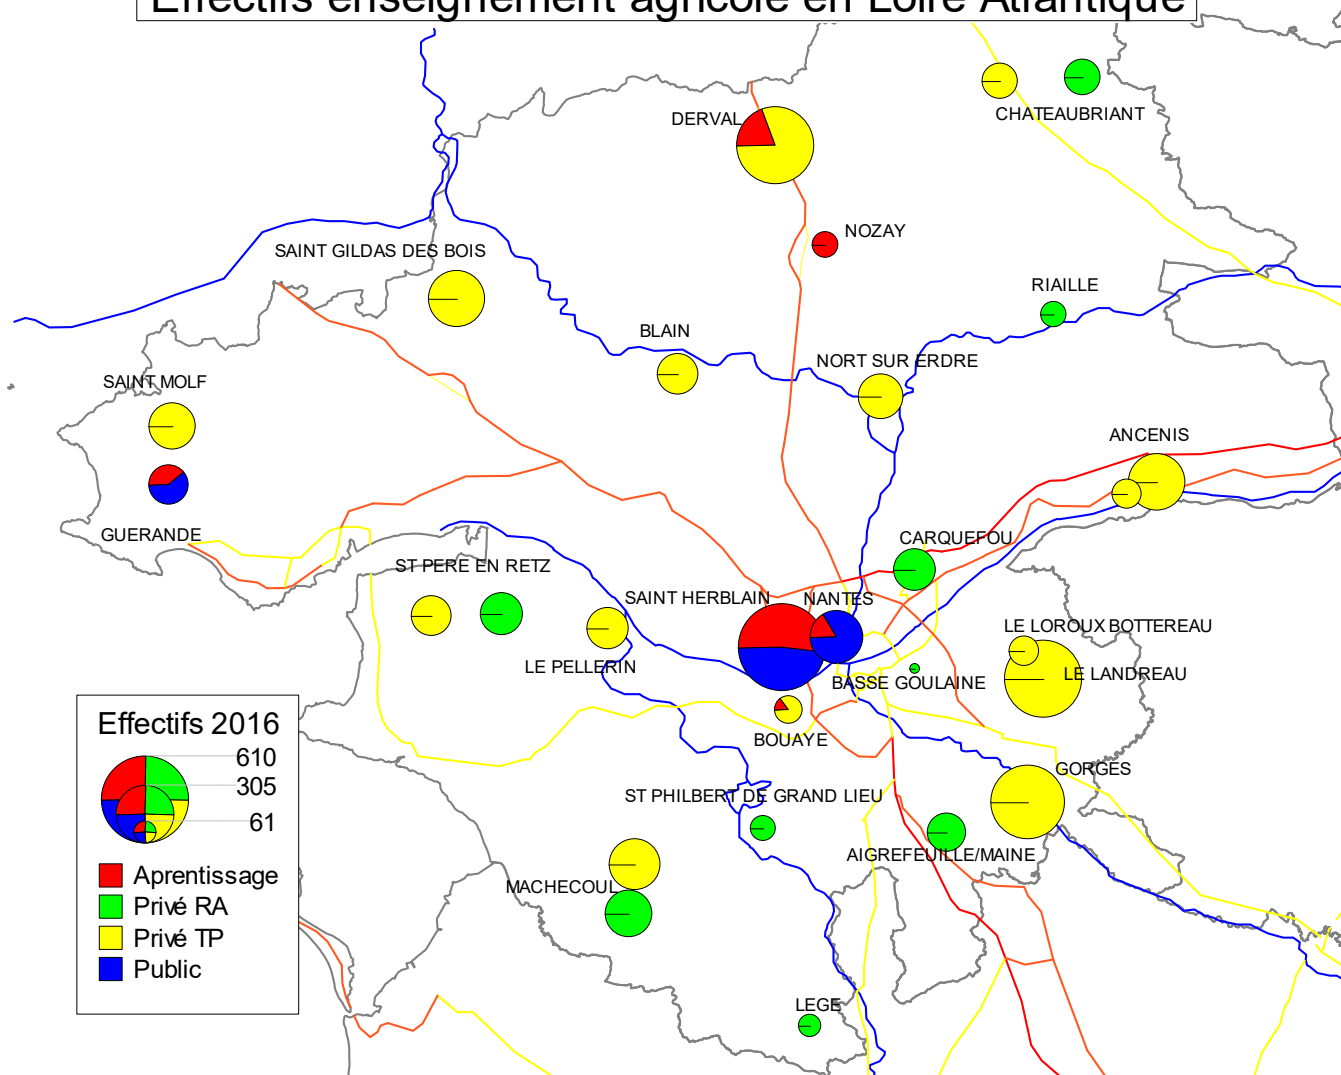 Effectifs enseignement agricole en Loire Atlantique
CHATEAUBRIANT
DERVAL
NOZAY
SAINT GILDAS DES BOIS
RIAILLE
BLAIN
NORT SUR ERDRE
SAINT MOLF
ANCENIS
GUERANDE
CARQUEFOU
ST PERE EN RETZ
SAINT HERBLAIN
NANTES
LE LOROUX BOTTEREAU
LE PELLERIN
LE LANDREAU
BASSE GOULAINE
BOUAYE
GORGES
ST PHILBERT DE GRAND LIEU
AIGREFEUILLE/MAINE
MACHECOUL
LEGE
Effectifs 2016
610
305
61
Aprentissage
Privé RA
Privé TP
Public